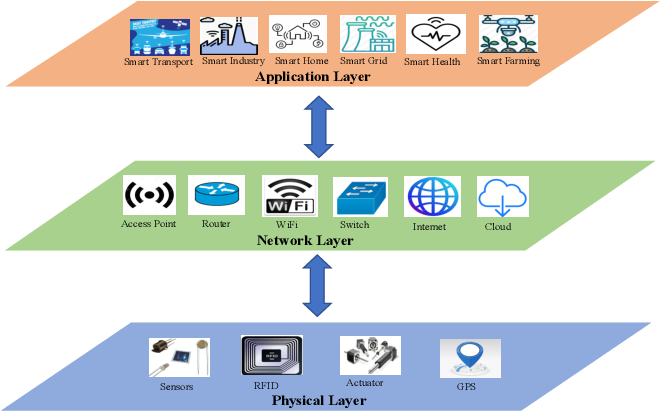 Smart Transport Smart Industry Smart Home Smart Grid Smart Health Smart Farming
Application Layer
WiFi
Access Point Router WiFi Switch Internet Cloud
Network Layer
RFID
Sensors RFID Actuator GPS
Physical Layer